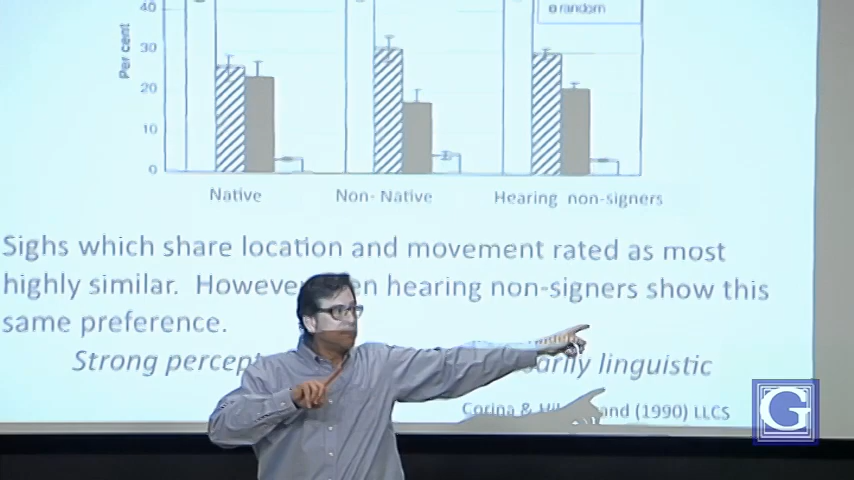 40
random
Per cent
30
20
10
0
Native
Non- Native
Hearing non-signers
Sighs which share location and movement rated as most
highly similar. hearing non-signers show this
same preference.
Strong linguistic
Corina & and (1990) LLCS
G